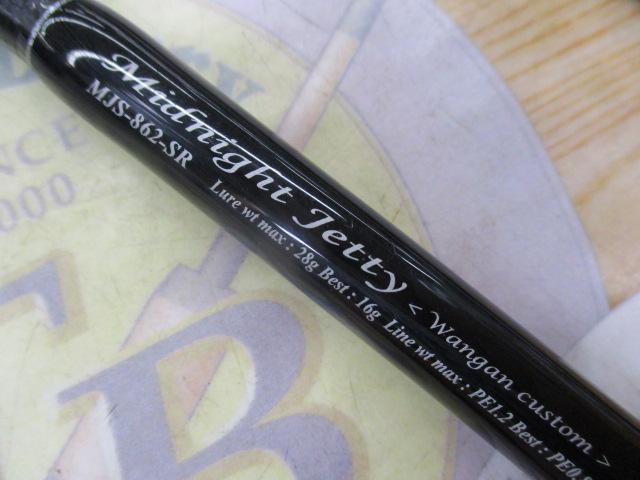 Midnight Jetty < Wangan custom >
MJS-862-SR
Lure wt max : 28g Best : 16g Line wt max : PE1.2 Best :
000